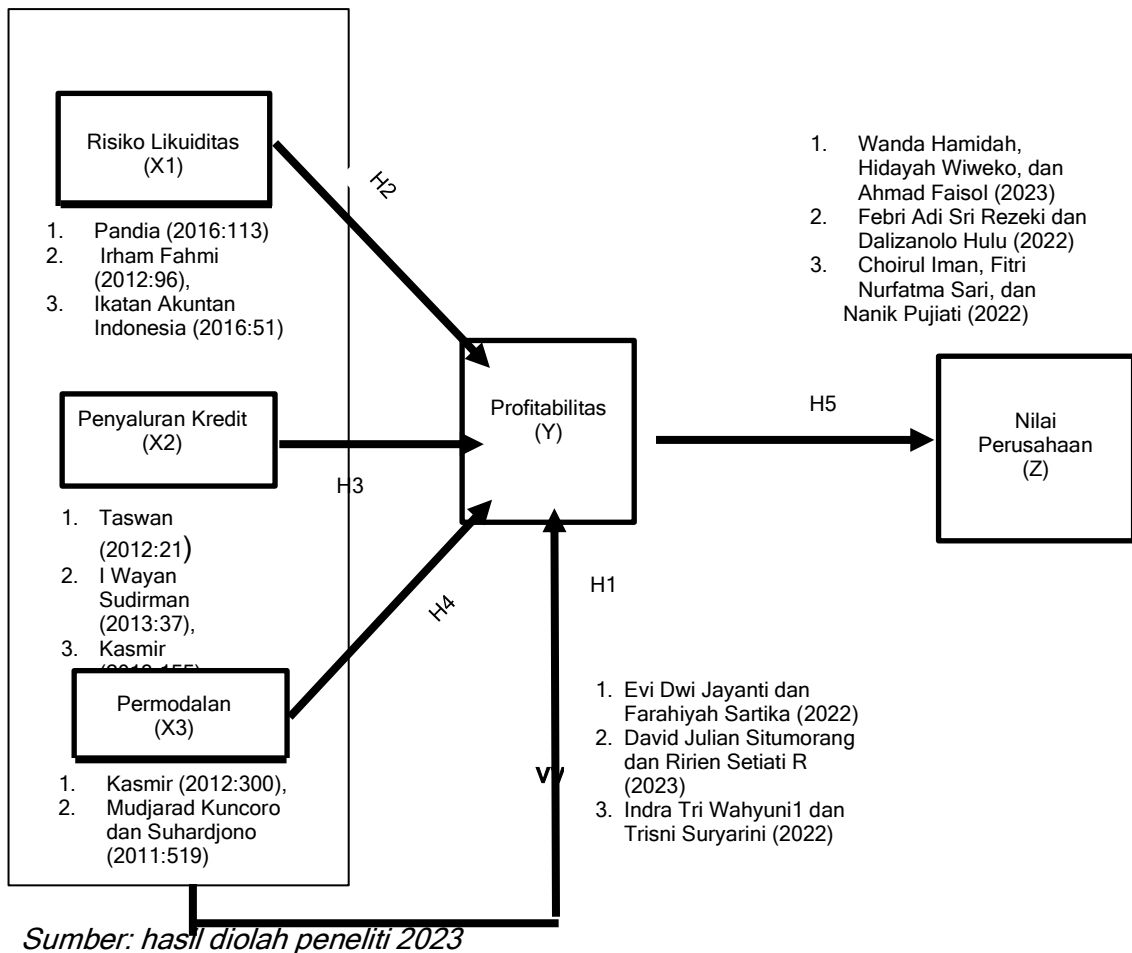 Risiko Likuiditas
(X1)
1. Pandia (2016:113)
2. Irham Fahmi
(2012:96),
3. Ikatan Akuntan
Indonesia (2016:51)
Penyaluran Kredit
(X2)
1. Taswan
(2012:21)
2. I Wayan
Sudirman
(2013:37),
3. Kasmir
Permodalan
(X3)
1. Kasmir (2012:300),
2. Mudjarad Kuncoro
dan Suhardjono
(2011:519)
H2
H3
H4
Profitabilitas
(Y)
H1
1. Evi Dwi Jayanti dan
Farahiyah Sartika (2022)
2. David Julian Situmorang
dan Ririen Setiati R
(2023)
3. Indra Tri Wahyuni1 dan
Trisni Suryarini (2022)
H5
1. Wanda Hamidah,
Hidayah Wiweko, dan
Ahmad Faisol (2023)
2. Febri Adi Sri Rezeki dan
Dalizanolo Hulu (2022)
3. Choirul Iman, Fitri
Nurfatma Sari, dan
Nanik Pujiati (2022)
Nilai
Perusahaan
(Z)
Sumber: hasil diolah peneliti 2023